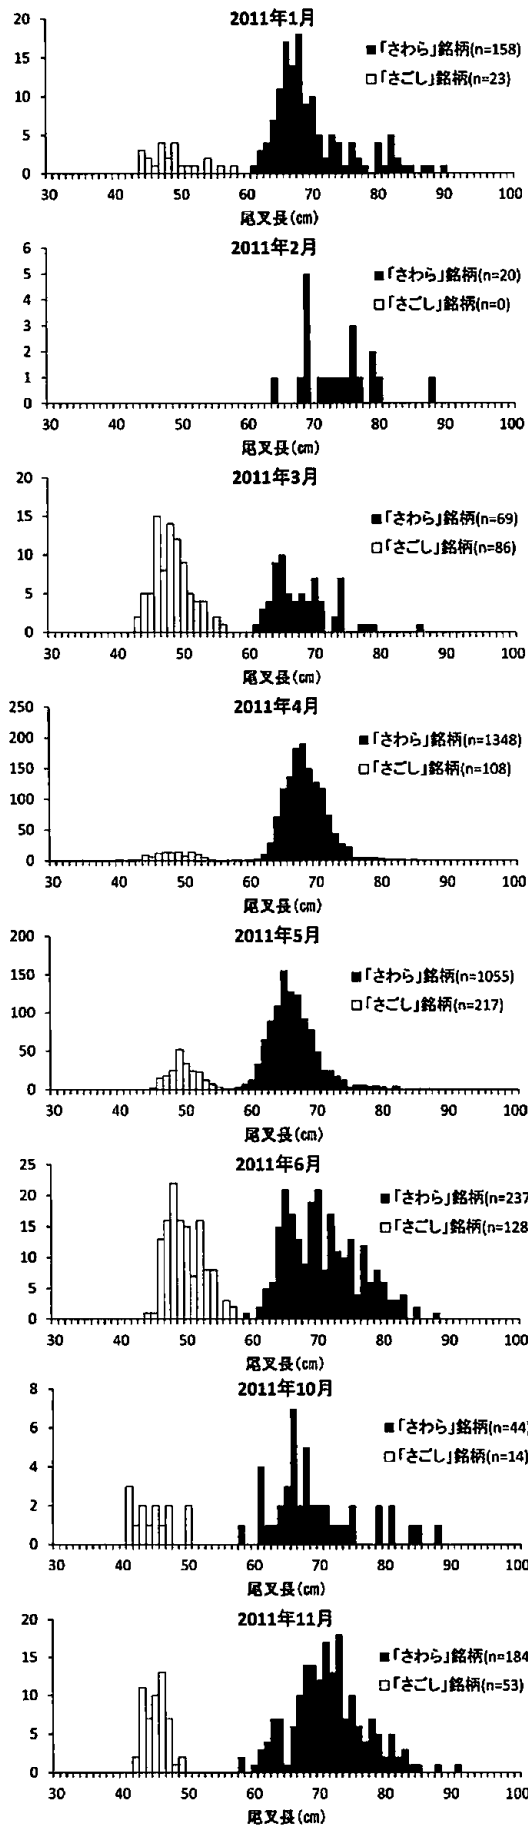 2011年1月
20
15
10
5
0
■「さわら」銘柄(n=158)
□「さごし」銘柄(n=23)
30 40 50 60 70 80 90 100
尾叉長(cm)
2011年2月
6
5
4
3
2
1
0
■「さわら」銘柄(n=20)
□「さごし」銘柄(n=0)
30 40 50 60 70 80 90 100
尾叉長(cm)
2011年3月
20
15
10
5
0
■「さわら」銘柄(n=69)
□「さごし」銘柄(n=86)
30 40 50 60 70 80 90 100
尾叉長(cm)
2011年4月
250
200
150
100
50
0
■「さわら」銘柄(n=1348)
□「さごし」銘柄(n=108)
30 40 50 60 70 80 90 100
尾叉長(cm)
2011年5月
200
150
100
50
0
■「さわら」銘柄(n=1055)
□「さごし」銘柄(n=217)
30 40 50 60 70 80 90 100
尾叉長(cm)
2011年6月
25
20
15
10
5
0
■「さわら」銘柄(n=237
□「さごし」銘柄(n=128
30 40 50 60 70 80 90 100
尾叉長(cm)
2011年10月
8
6
4
2
0
■「さわら」銘柄(n=44)
□「さごし」銘柄(n=14)
30 40 50 60 70 80 90 100
尾叉長(cm)
2011年11月
20
15
10
5
0
■「さわら」銘柄(n=184
□「さごし」銘柄(n=53)
30 40 50 60 70 80 90 100
尾叉長(cm)